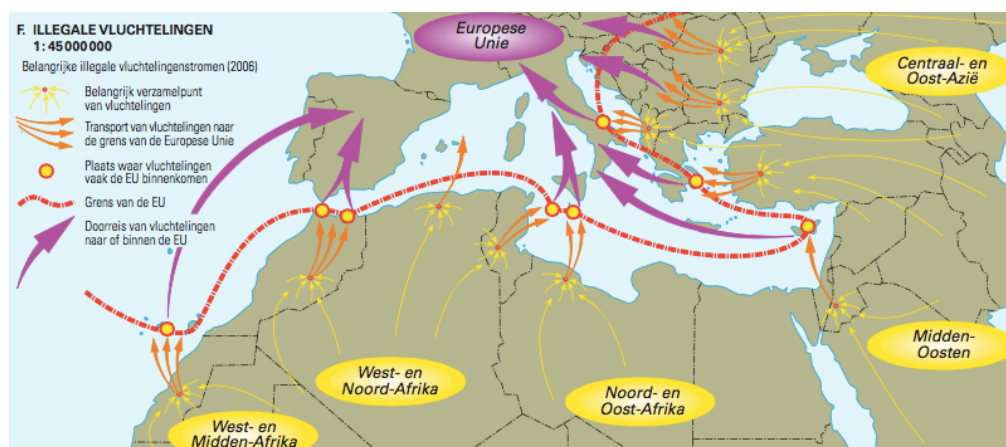 F. ILLEGALE VLUCHTELINGEN
1: 45 000 000
Belangrijke illegale vluchtelingenstromen (2006)
Belangrijk verzamelpunt
van vluchtelingen
Transport van vluchtelingen naar
de grens van de Europese Unie
Plaats waar vluchtelingen
vaak de EU binnenkomen
Grens van de EU
Doorreis van vluchtelingen
naar of binnen de EU
Europese
Unie
Centraal- en
Oost-Azië
Midden-
Oosten
West- en
Noord-Afrika
Noord- en
Oost-Afrika
West- en
Midden-Afrika